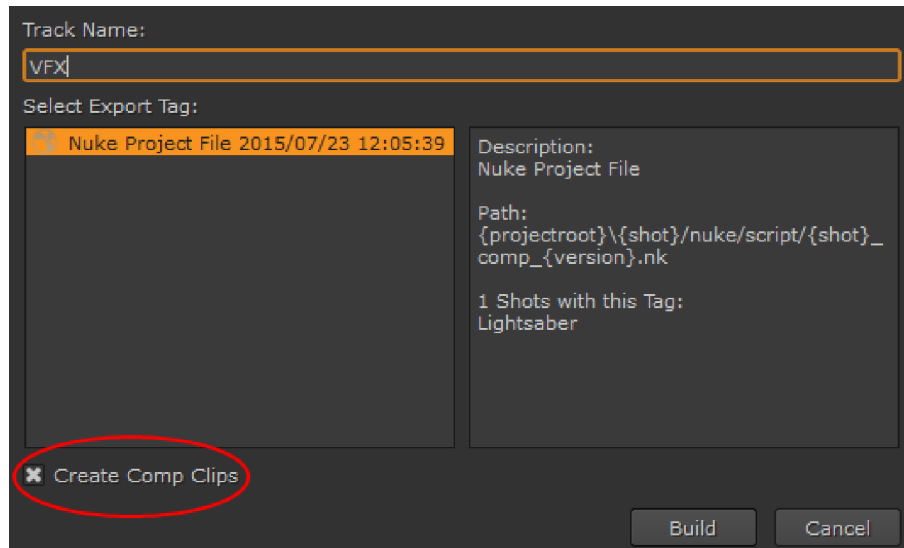 Track Name:
VFX
Select Export Tag:
Nuke Project File 2015/07/23 12:05:39
Description:
Nuke Project File
Path:
{projectroot}\{shot}/nuke/script/{shot}_
comp_{version}.nk
1 Shots with this Tag:
Lightsaber
Create Comp Clips
Build
Cancel